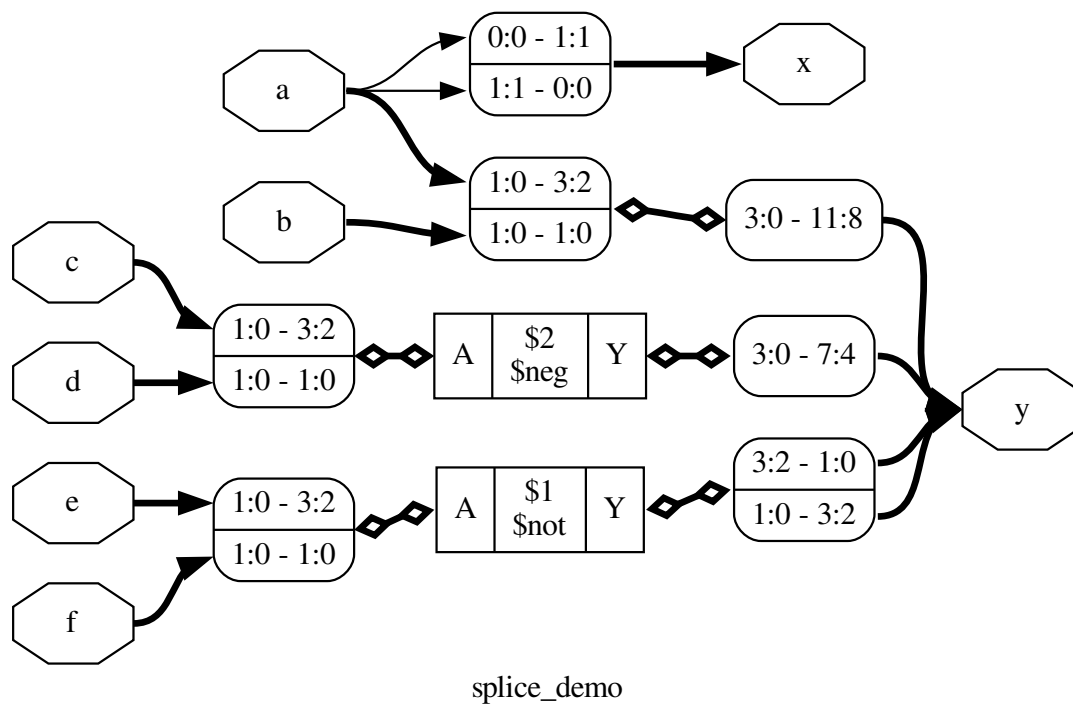 a
0:0 - 1:1
1:1 - 0:0
x
b
1:0 - 3:2
1:0 - 1:0
3:0 - 11:8
c
d
1:0 - 3:2
1:0 - 1:0
A
$2
$neg
Y
3:0 - 7:4
y
e
f
1:0 - 3:2
1:0 - 1:0
A
$1
$not
Y
3:2 - 1:0
1:0 - 3:2
splice_demo